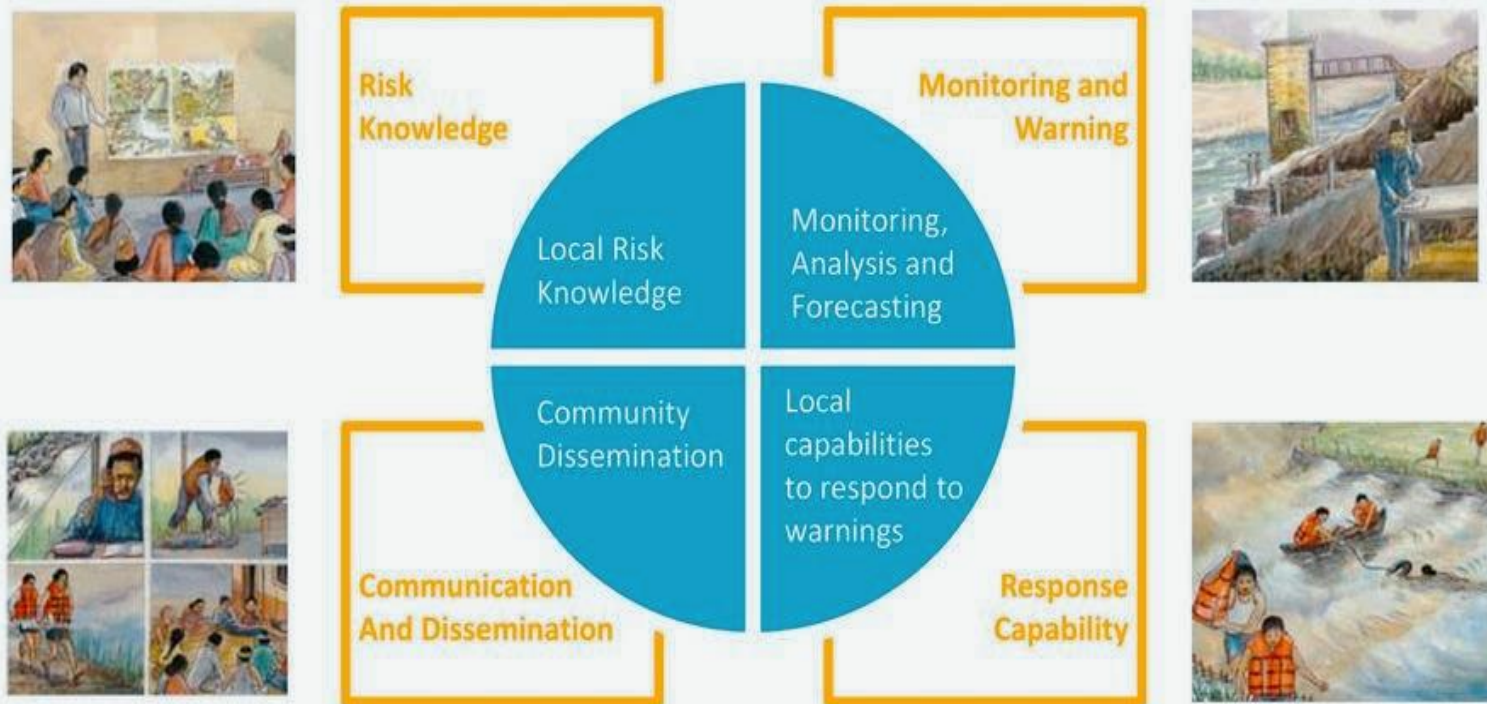 Risk
Knowledge
Local Risk
Knowledge
Monitoring and
Warning
Monitoring,
Analysis and
Forecasting
Community
Dissemination
Communication
And Dissemination
Local
capabilities
to respond to
warnings
Response
Capability